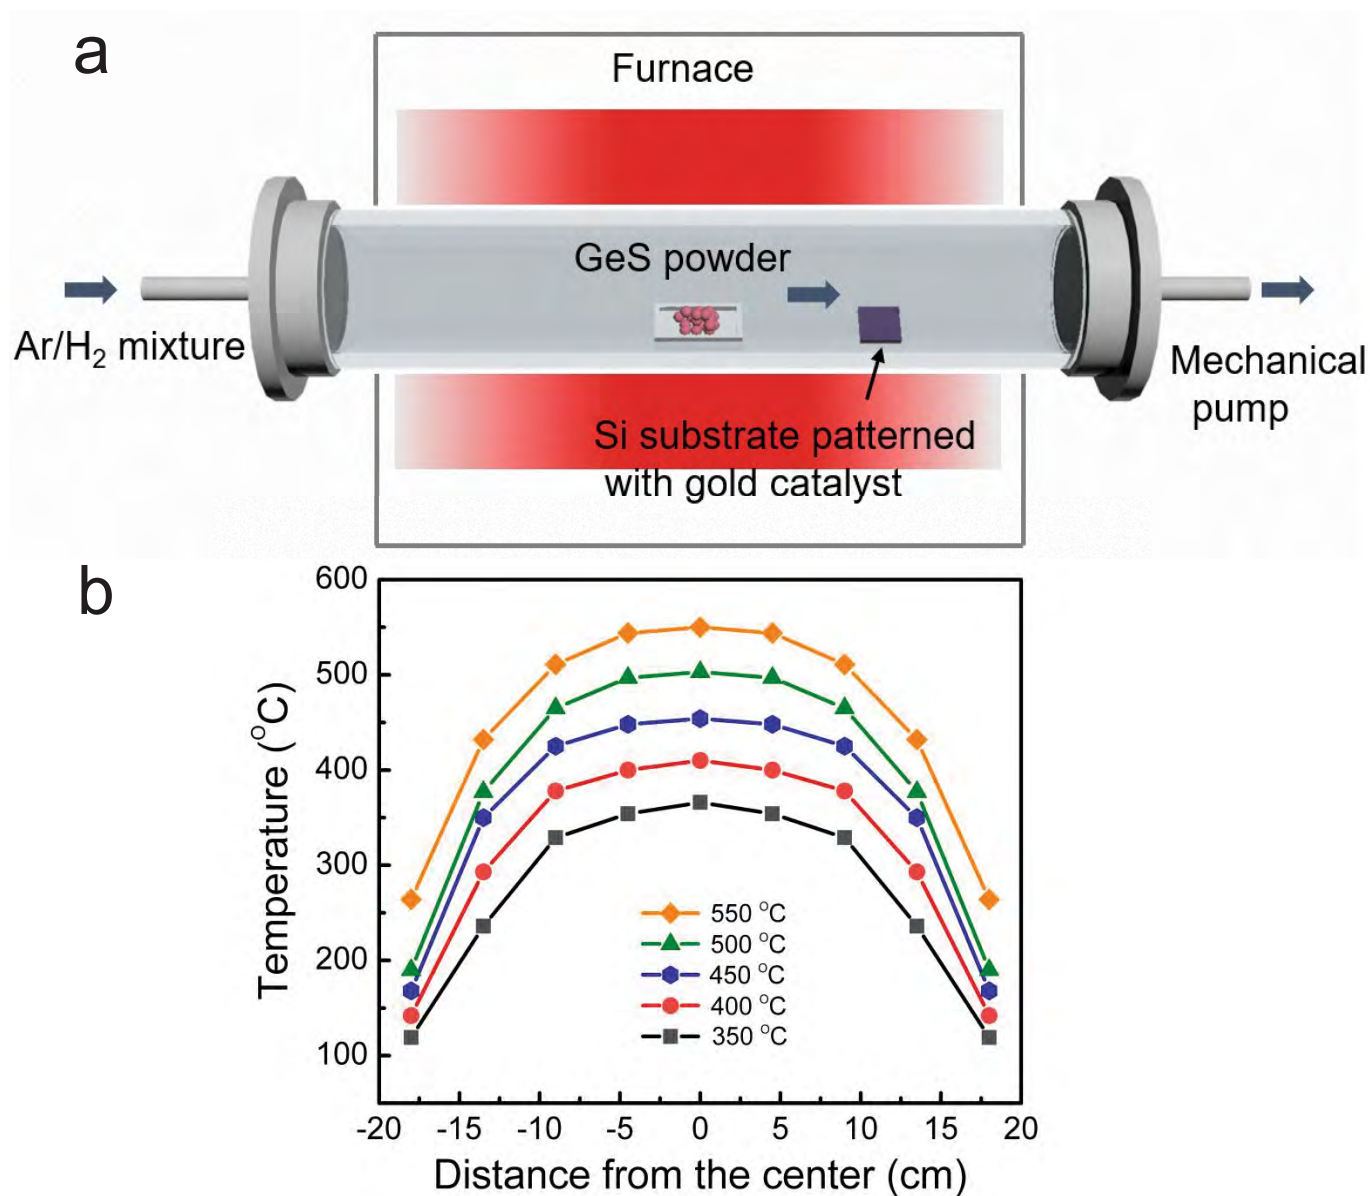 a
Furnace
GeS powder
Ar/H₂ mixture
Mechanical
pump
Si substrate patterned
with gold catalyst
b
600
500
400
300
200
100
Temperature (°C)
550 °C
500 °C
450 °C
400 °C
350 °C
-20 -15 -10 -5 0 5 10 15 20
Distance from the center (cm)